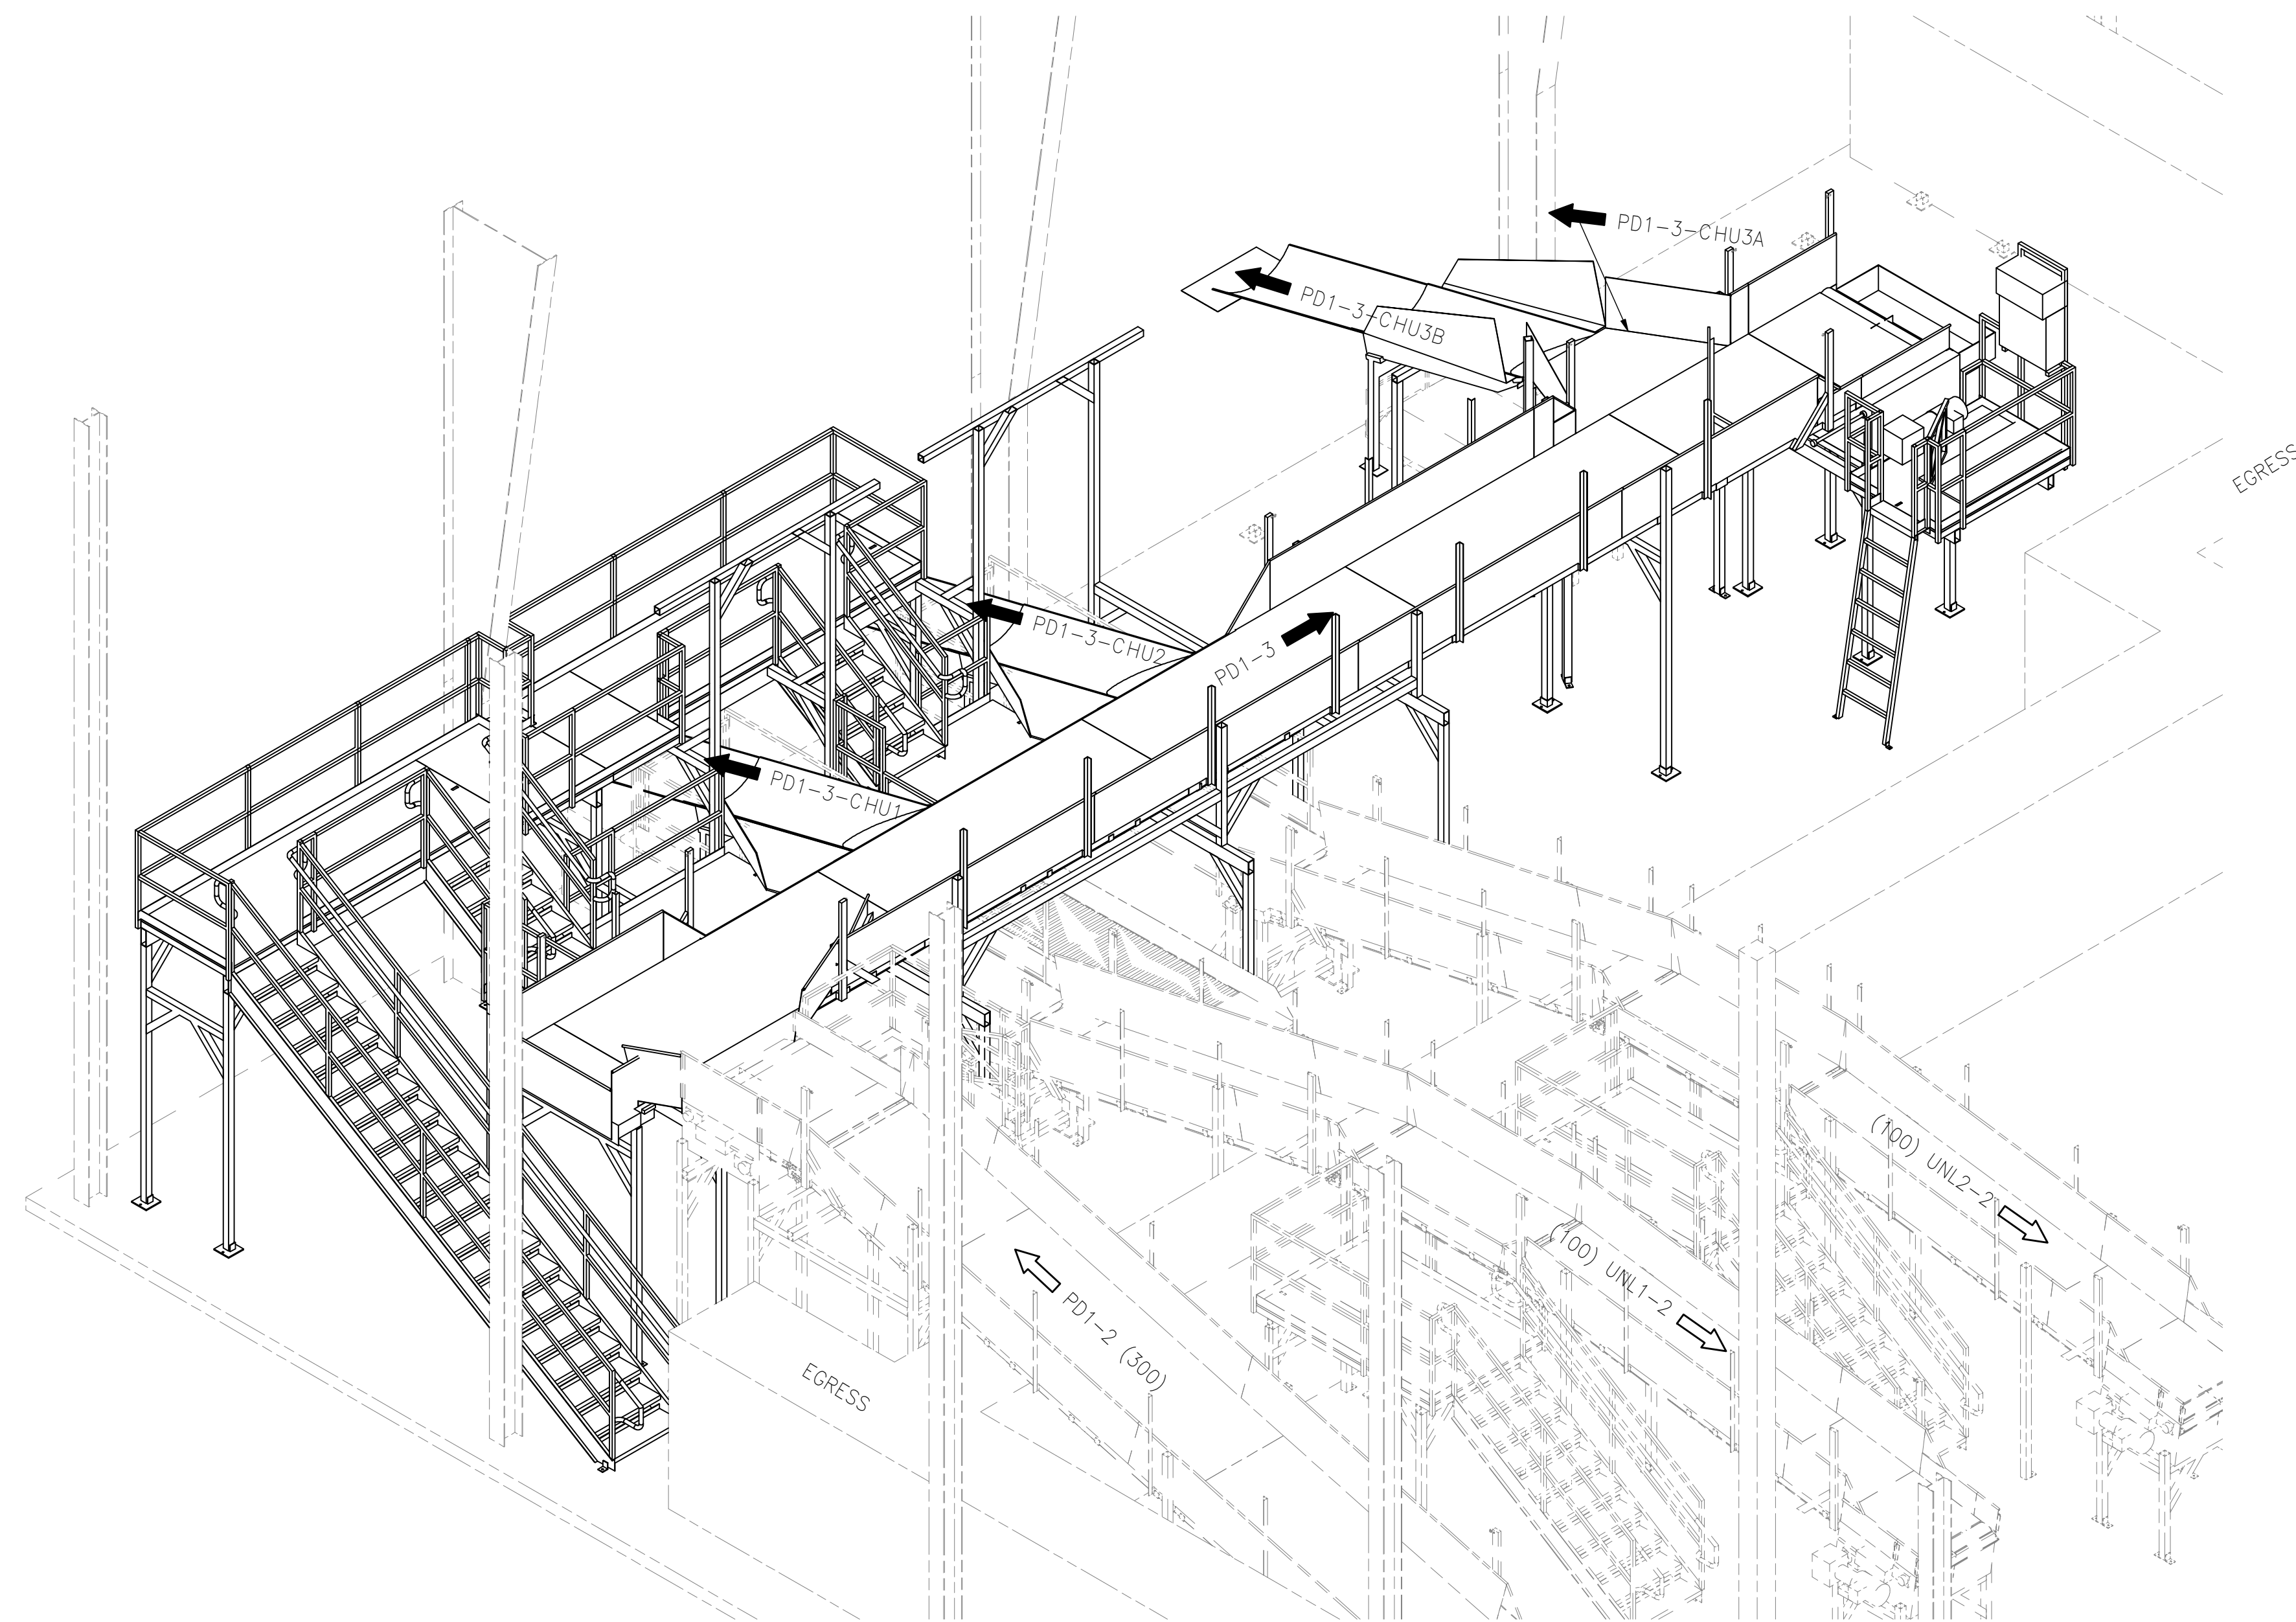 PD1-3-CHU3A
PD1-3-CHU3B
EGRESS
PD1-3-CHU2
PD1-3
PD1-3-CHU1
(100) UNL2-2
(100) UNL1-2
PD1-2 (300)
EGRESS